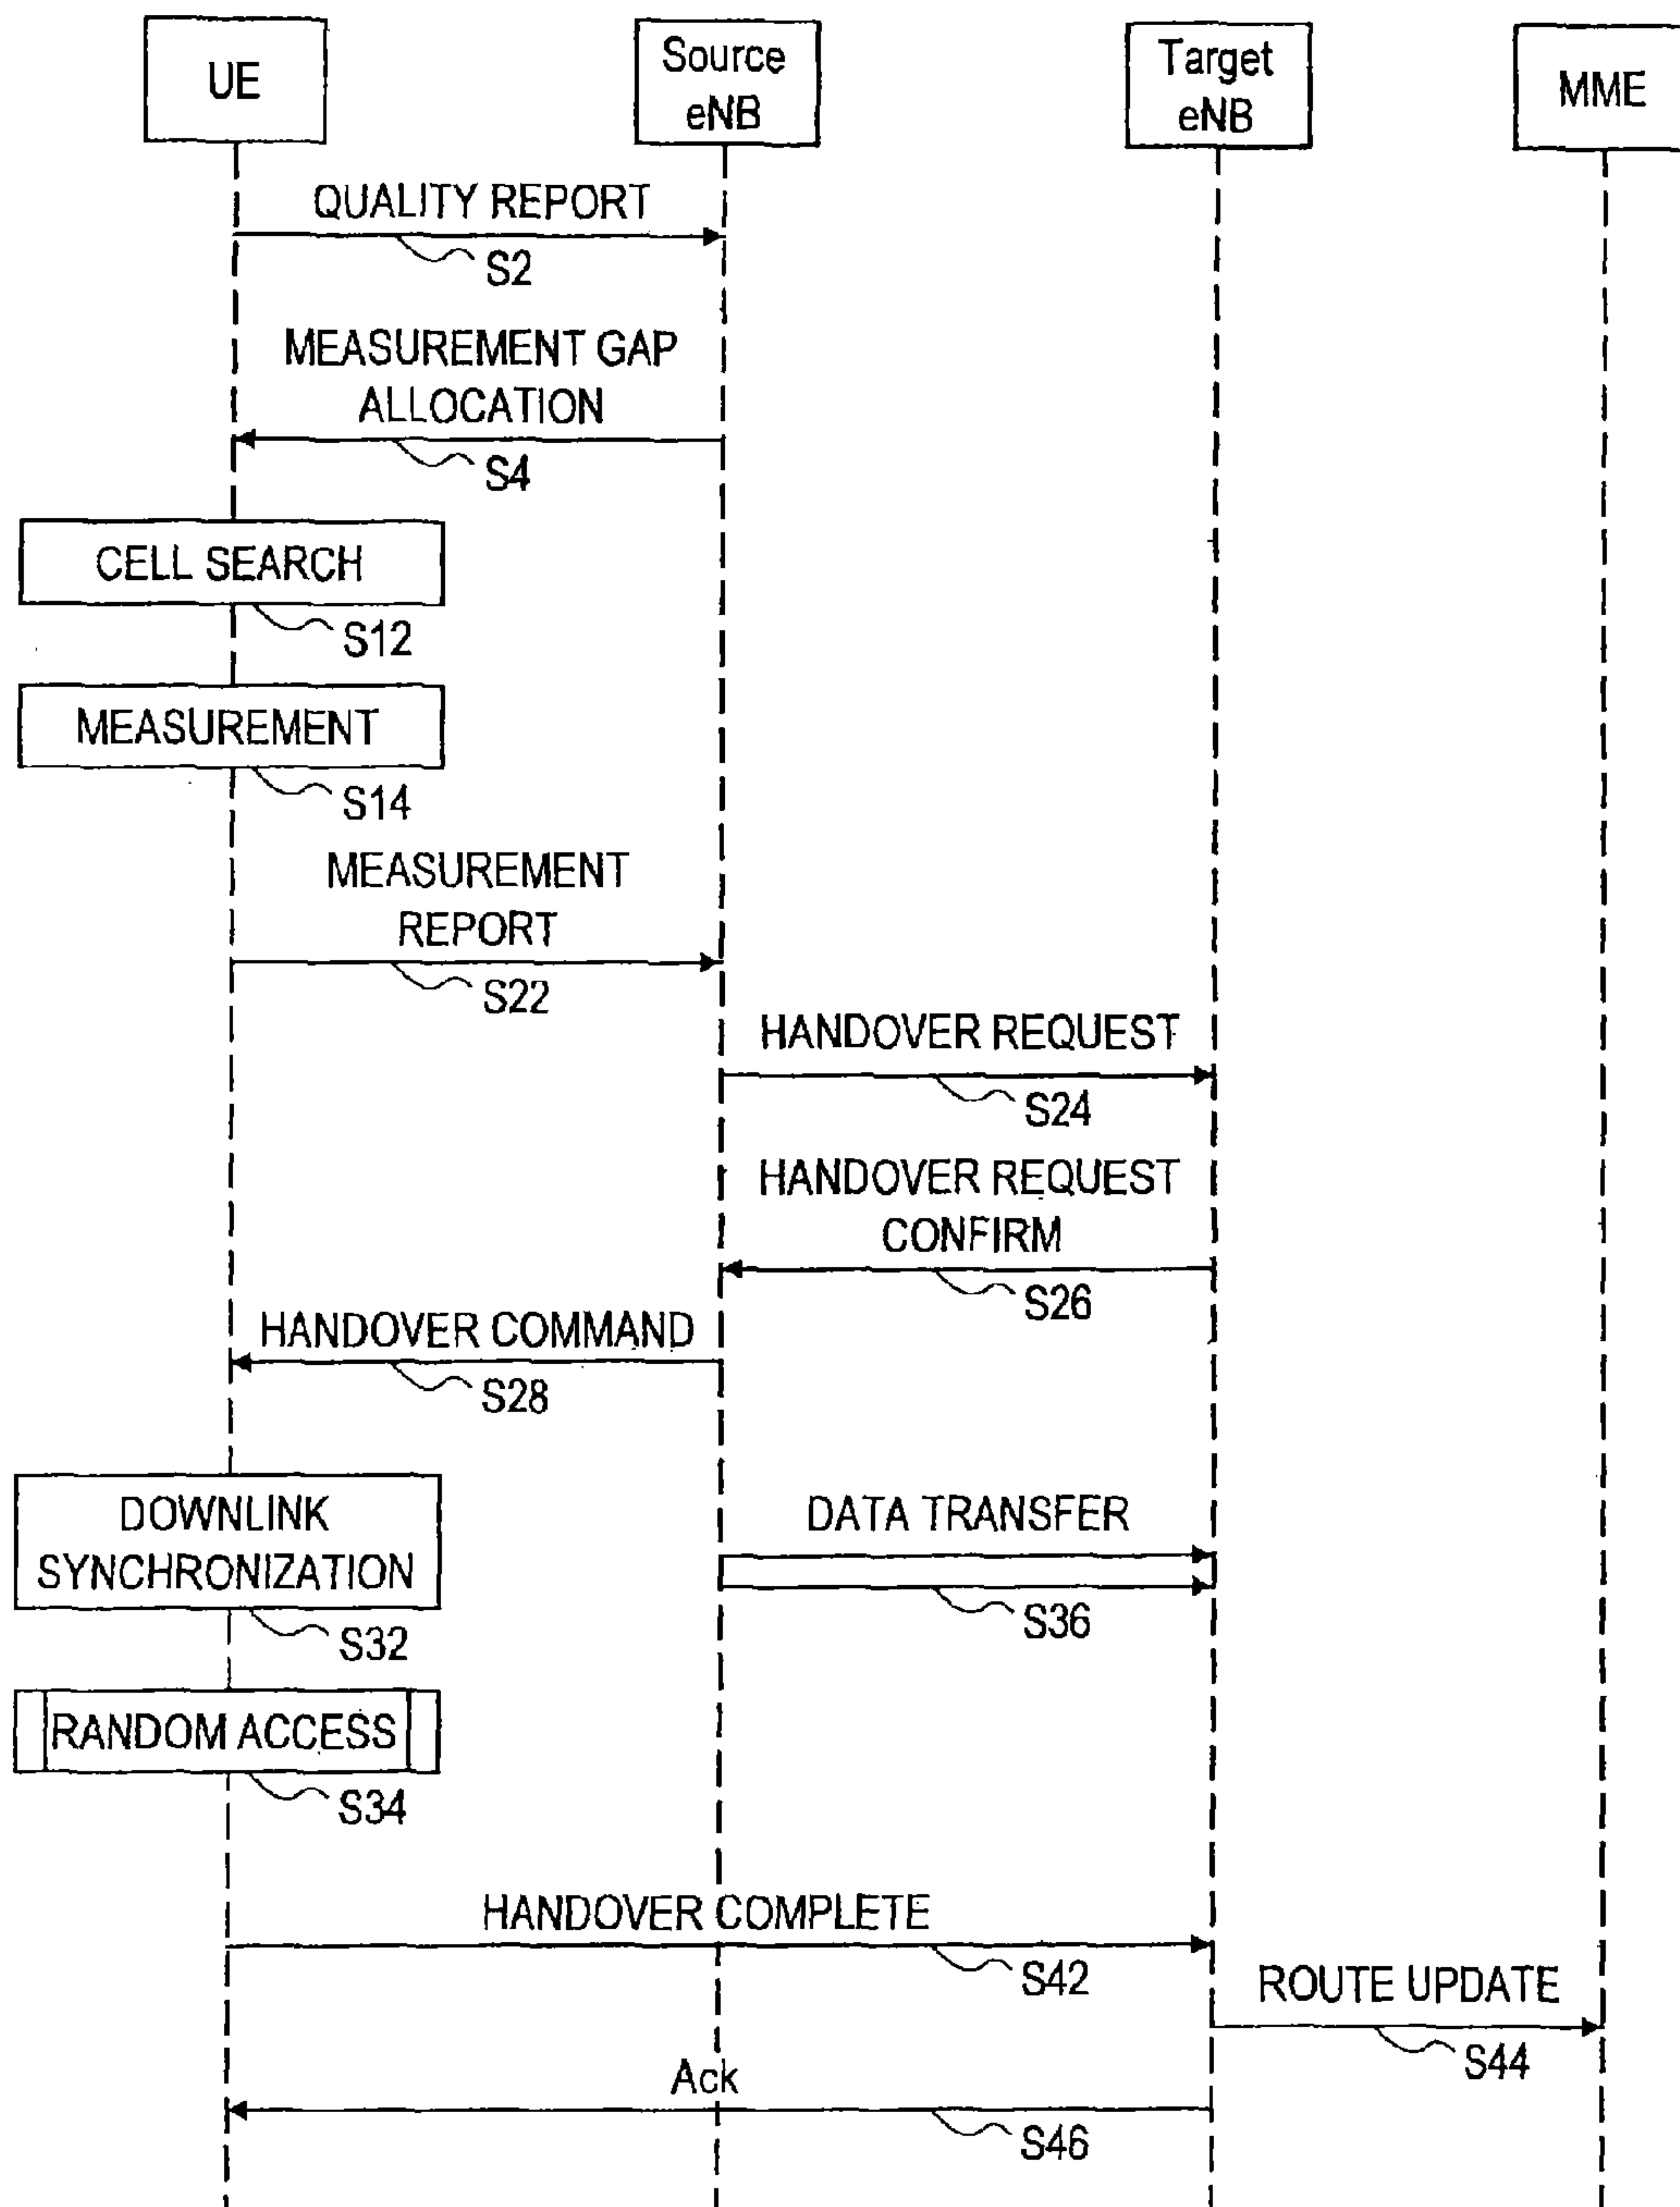 UE
Source
eNB
Target
eNB
MME
QUALITY REPORT
S2
MEASUREMENT GAP
ALLOCATION
S4
CELL SEARCH
S12
MEASUREMENT
S14
MEASUREMENT
REPORT
S22
HANDOVER REQUEST
S24
HANDOVER REQUEST
CONFIRM
S26
HANDOVER COMMAND
S28
DOWNLINK
SYNCHRONIZATION
S32
DATA TRANSFER
S36
RANDOM ACCESS
S34
HANDOVER COMPLETE
S42
ROUTE UPDATE
S44
Ack
S46